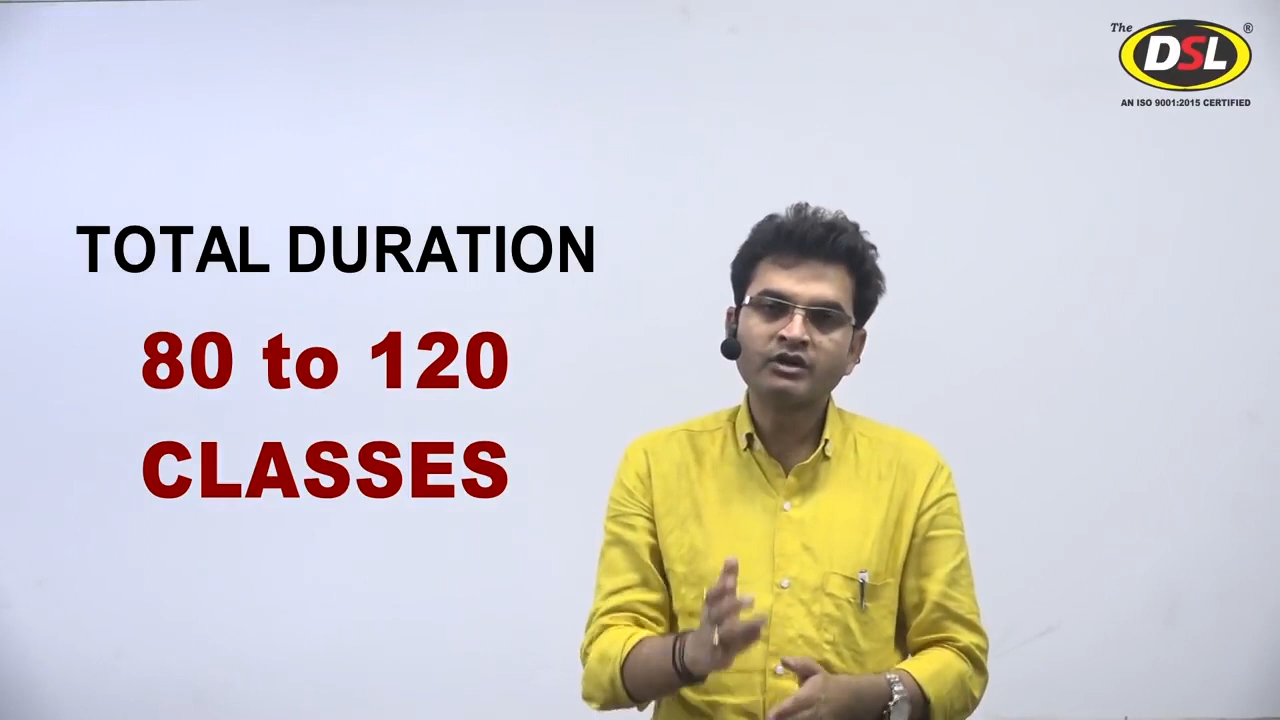 The DSL ®
AN ISO 9001:2015 CERTIFIED
TOTAL DURATION
80 to 120
CLASSES